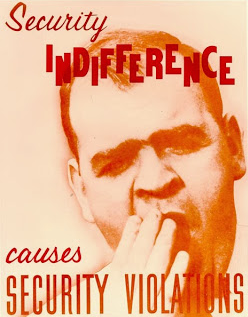 Security
INDIFFERENCE
causes
SECURITY VIOLATIONS